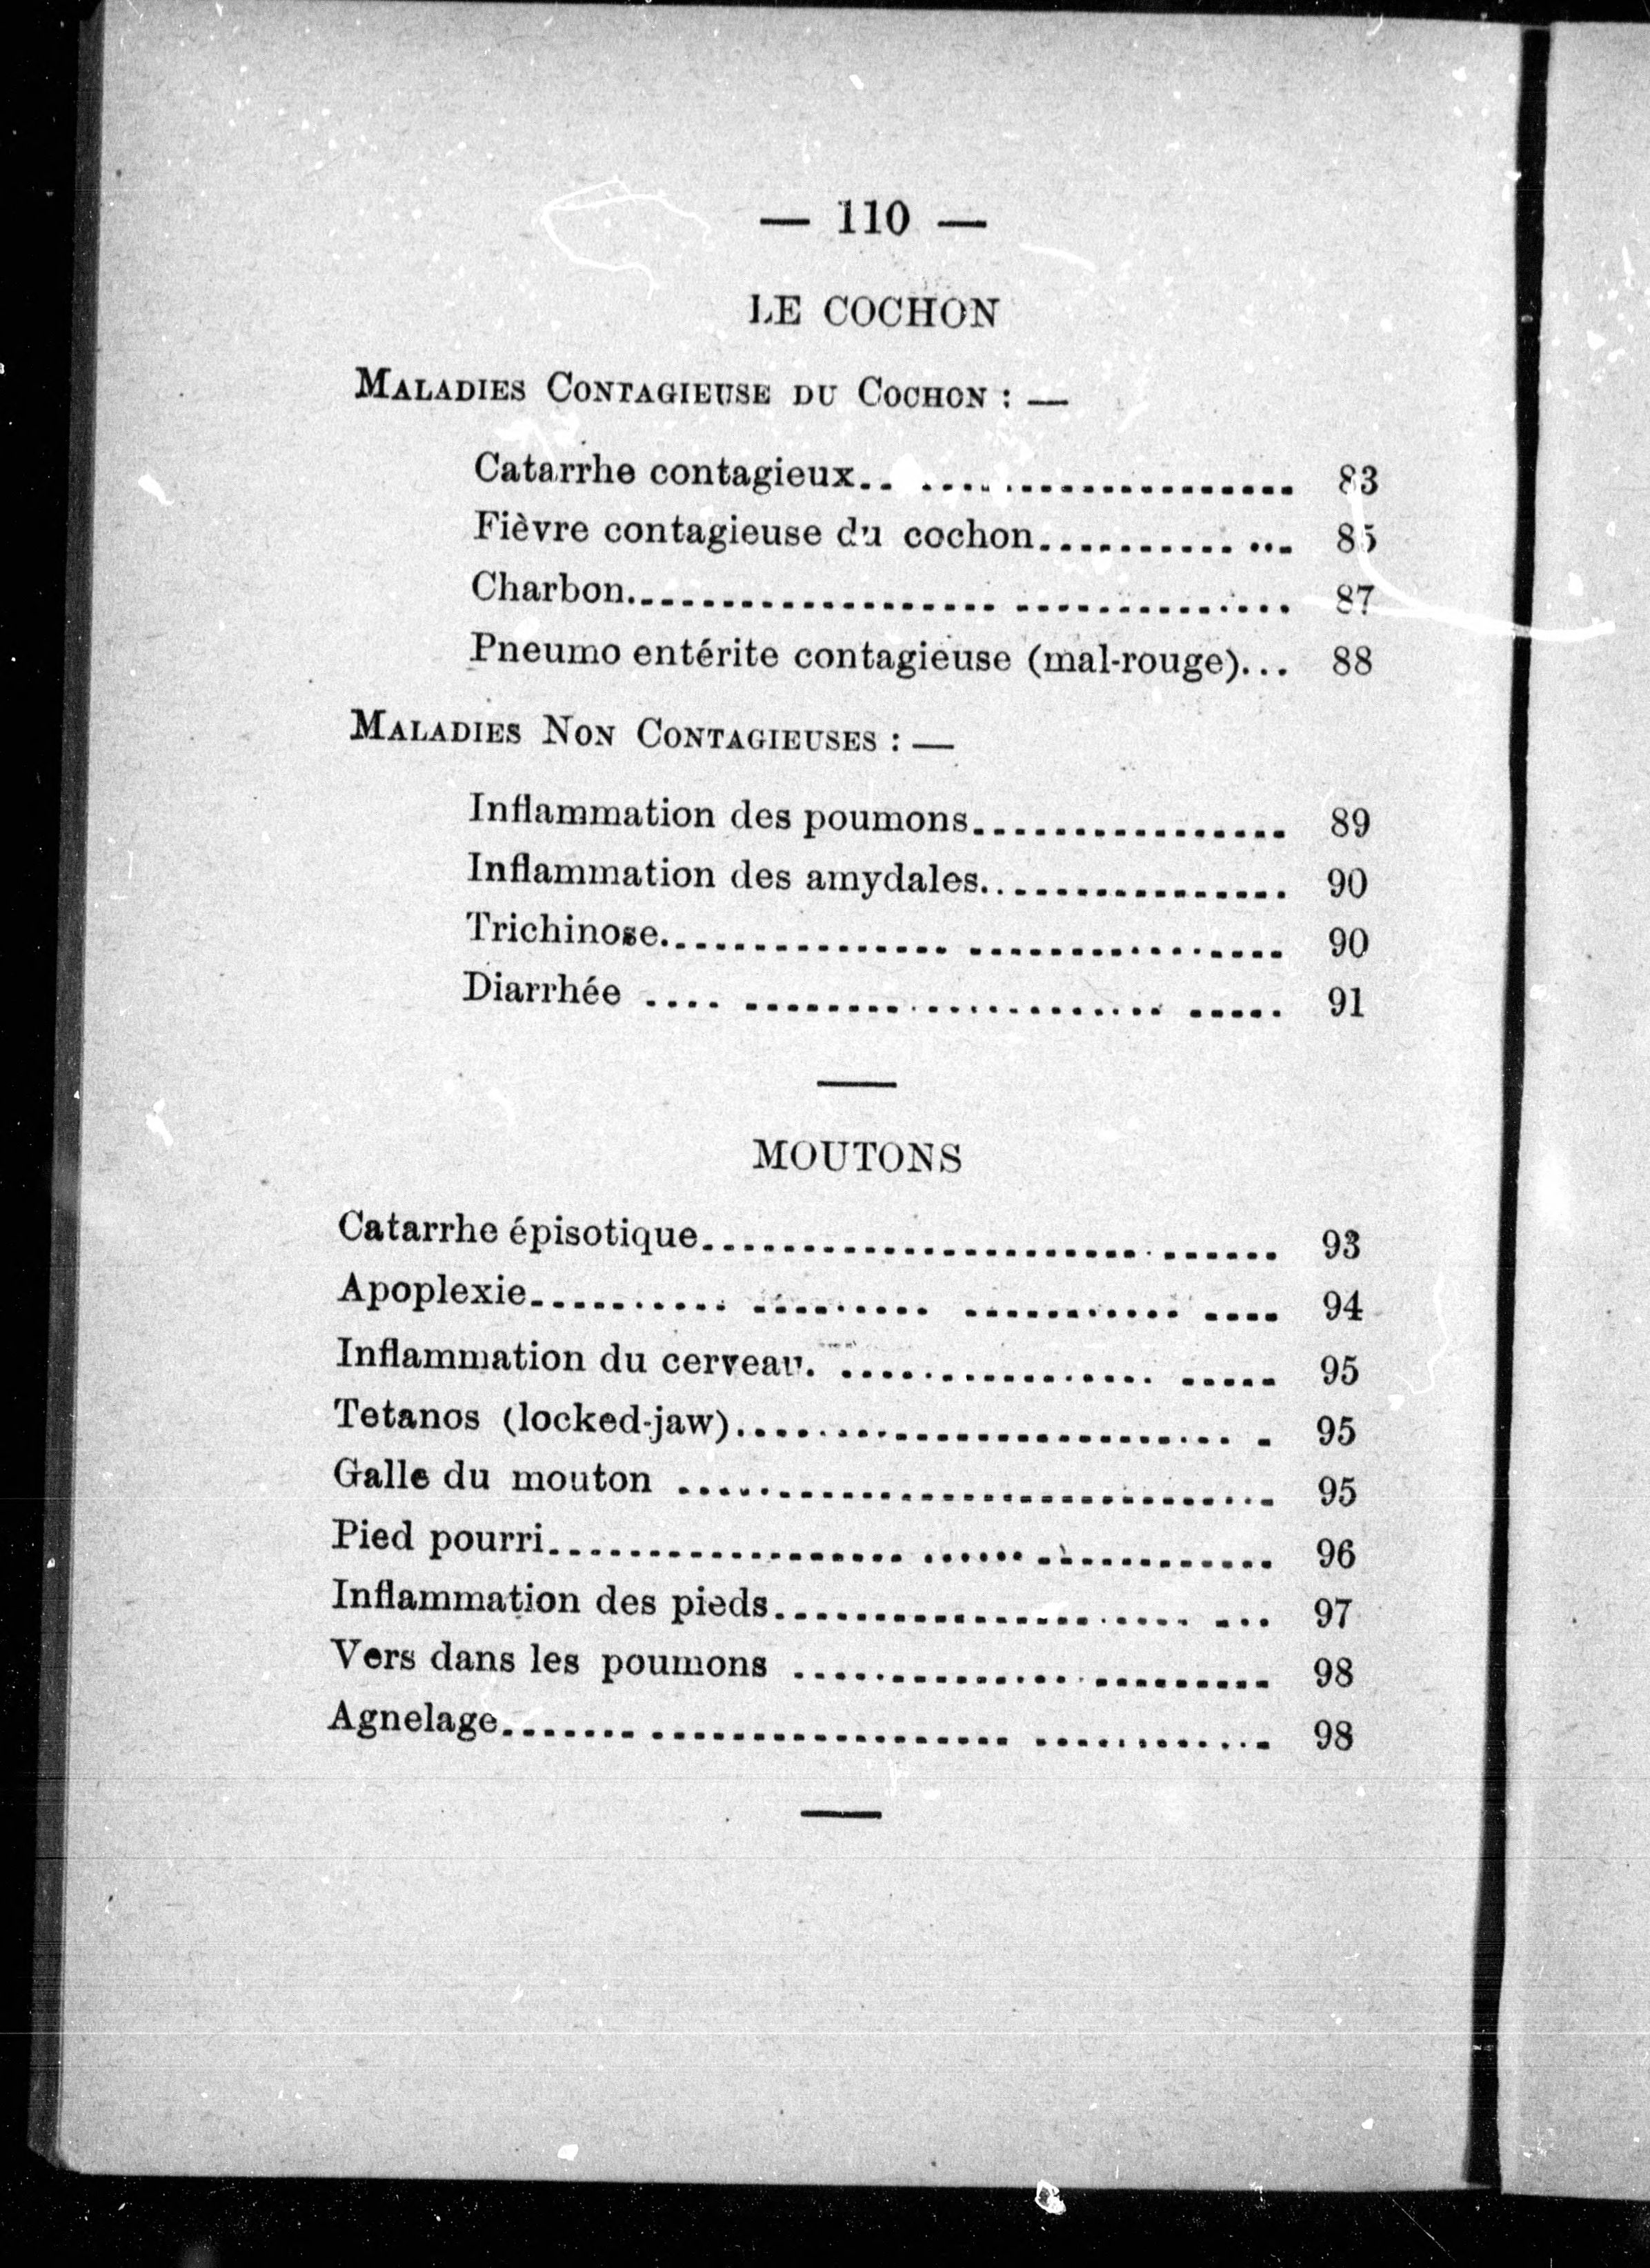 — 110 —
LE COCHON
MALADIES CONTAGIEUSE DU COCHON : —
Catarrhe contagieux.. .................... 83
Fièvre contagieuse du cochon.......... ... 85
Charbon................... .............. 87
Pneumo entérite contagieuse (mal-rouge)... 88
MALADIES NON CONTAGIEUSES : —
Inflammation des poumons................ 89
Inflammation des amydales................ 90
Trichinose............... ................ 90
Diarrhée .... ..................... ..... 91
MOUTONS
Catarrhe épisotique............................. 93
Apoplexie.......... ......... ........... .... 94
Inflammation du cerveau. ................ ..... 95
Tetanos (locked-jaw)......................... . 95
Galle du mouton .............................. 95
Pied pourri.................. ...... ............ 96
Inflammation des pieds..................... ... 97
Vers dans les poumons .............. ......... 98
Agnelage....... .................. ............ 98